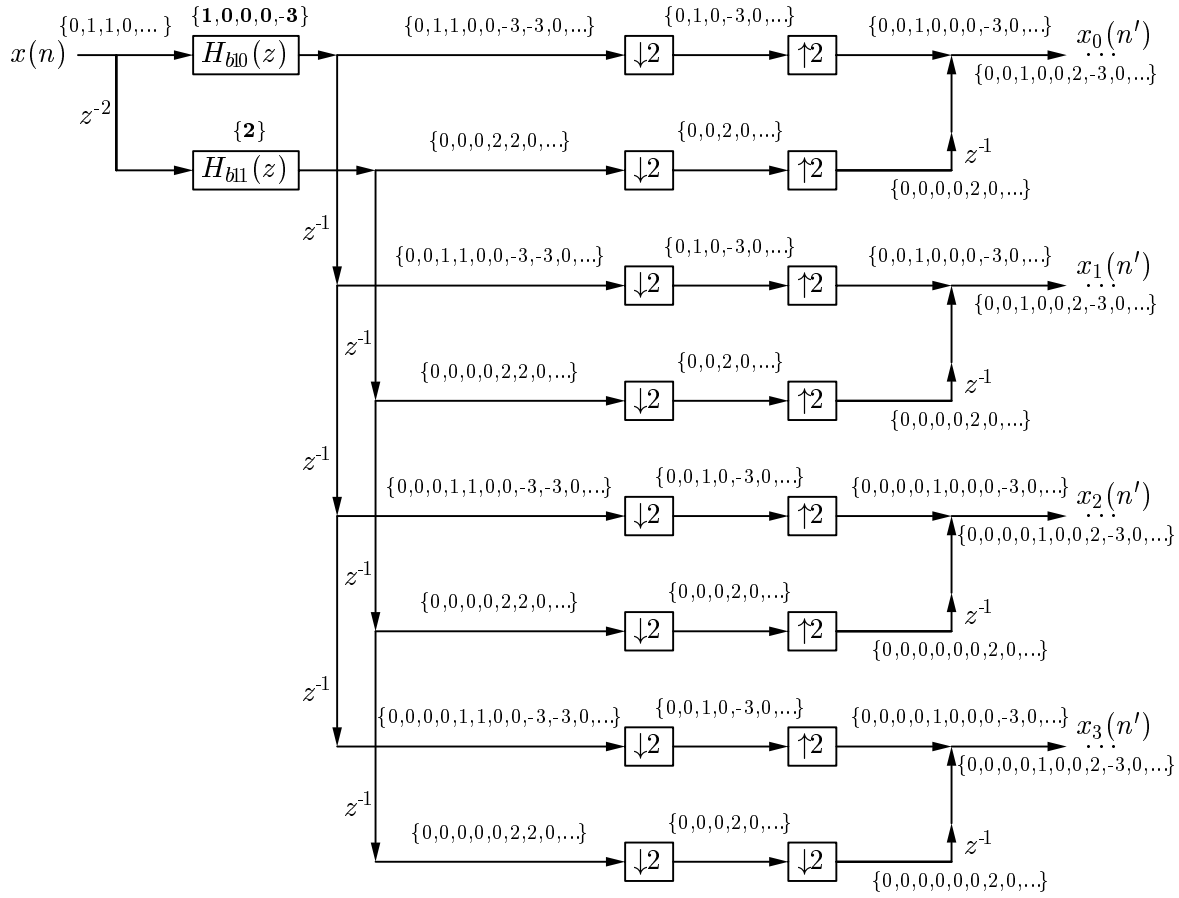 {0,1,1,0,... } {1,0,0,0,-3} {0,1,1,0,0,-3,-3,0,...} {0,1,0,-3,0,...} {0,0,1,0,0,0,-3,0,...}
x(n) H_{bl0}(z) ↓2 ↑2 x_0(n′)
...
{0,0,1,0,0,2,-3,0,...}
z^{-2}
{2} {0,0,0,2,2,0,...} {0,0,2,0,...}
H_{bl1}(z) ↓2 ↑2 z^{-1}
{0,0,0,0,2,0,...}
z^{-1}
{0,0,1,1,0,0,-3,-3,0,...} {0,1,0,-3,0,...} {0,0,1,0,0,0,-3,0,...} x_1(n′)
↓2 ↑2 ...
{0,0,1,0,0,2,-3,0,...}
z^{-1}
{0,0,0,0,2,2,0,...} {0,0,2,0,...}
↓2 ↑2 z^{-1}
{0,0,0,0,2,0,...}
z^{-1}
{0,0,0,1,1,0,0,-3,-3,0,...} {0,0,1,0,-3,0,...} {0,0,0,0,1,0,0,0,-3,0,...} x_2(n′)
↓2 ↑2 ...
{0,0,0,0,1,0,0,2,-3,0,...}
z^{-1}
{0,0,0,0,2,2,0,...} {0,0,0,2,0,...}
↓2 ↑2 z^{-1}
{0,0,0,0,0,0,2,0,...}
z^{-1}
{0,0,0,0,1,1,0,0,-3,-3,0,...} {0,0,1,0,-3,0,...} {0,0,0,0,1,0,0,0,-3,0,...} x_3(n′)
↓2 ↑2 ...
{0,0,0,0,1,0,0,2,-3,0,...}
z^{-1}
{0,0,0,0,0,2,2,0,...} {0,0,0,2,0,...}
↓2 ↓2 z^{-1}
{0,0,0,0,0,0,2,0,...}